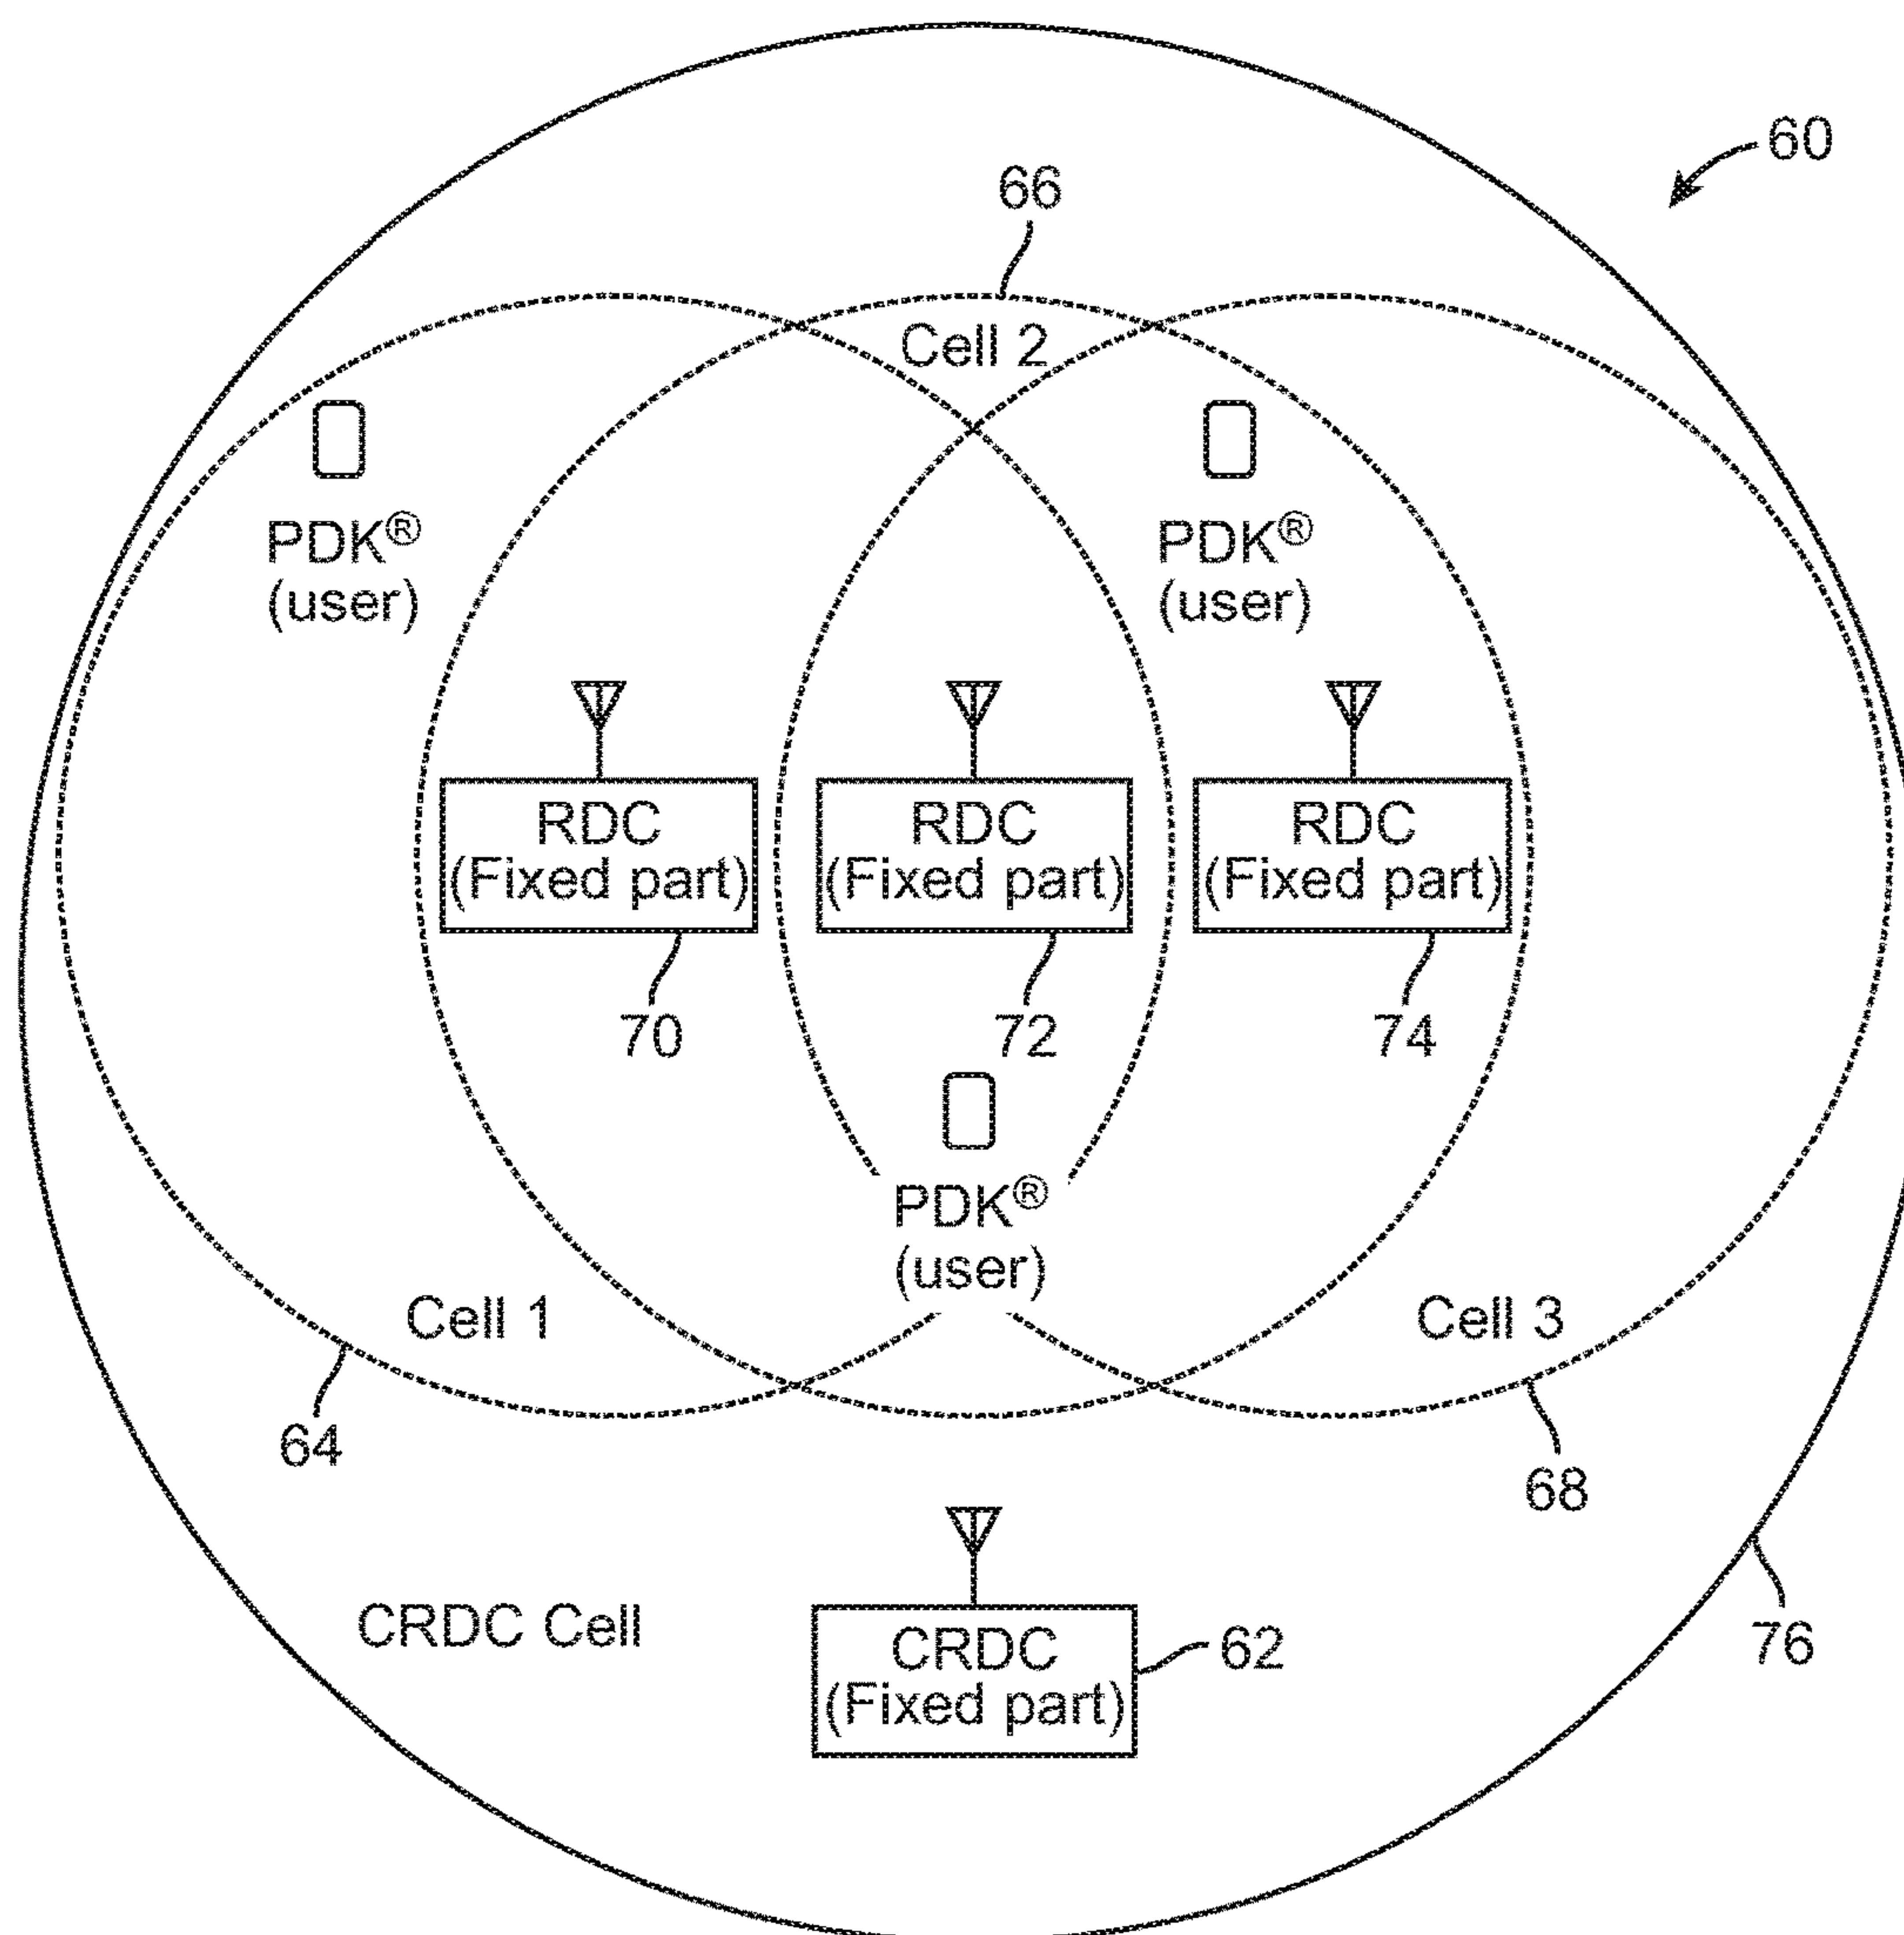 60
66
Cell 2
PDK®
(user)
PDK®
(user)
RDC
(Fixed part)
RDC
(Fixed part)
RDC
(Fixed part)
70
72
74
PDK®
(user)
Cell 1
Cell 3
64
68
CRDC Cell
CRDC
(Fixed part)
62
76